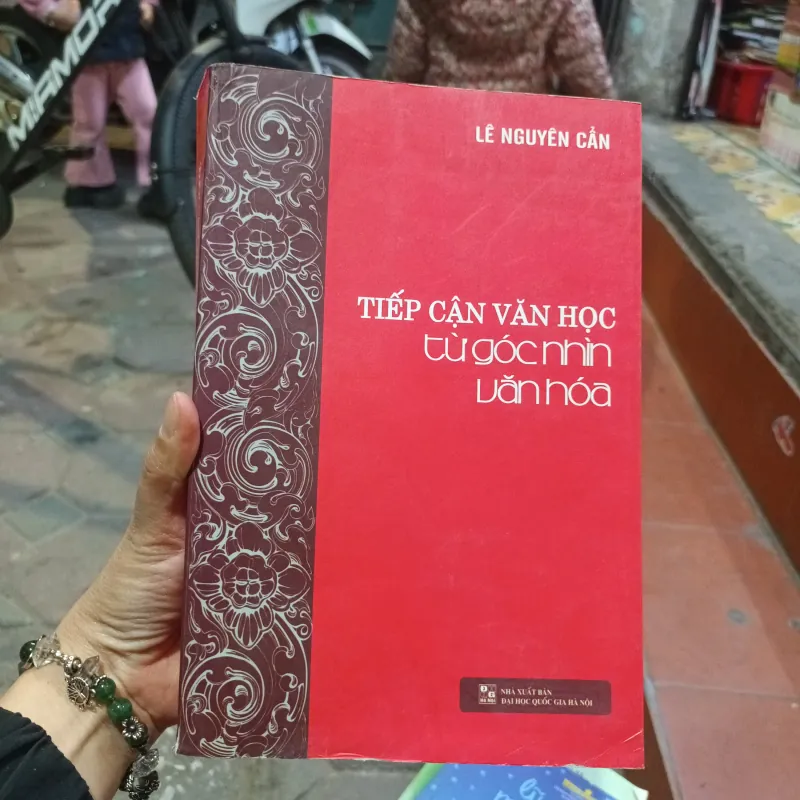 MIAMOR
LÊ NGUYÊN CẨN
TIẾP CẬN VĂN HỌC
từ góc nhìn
văn hóa
NHÀ XUẤT BẢN
ĐẠI HỌC QUỐC GIA HÀ NỘI